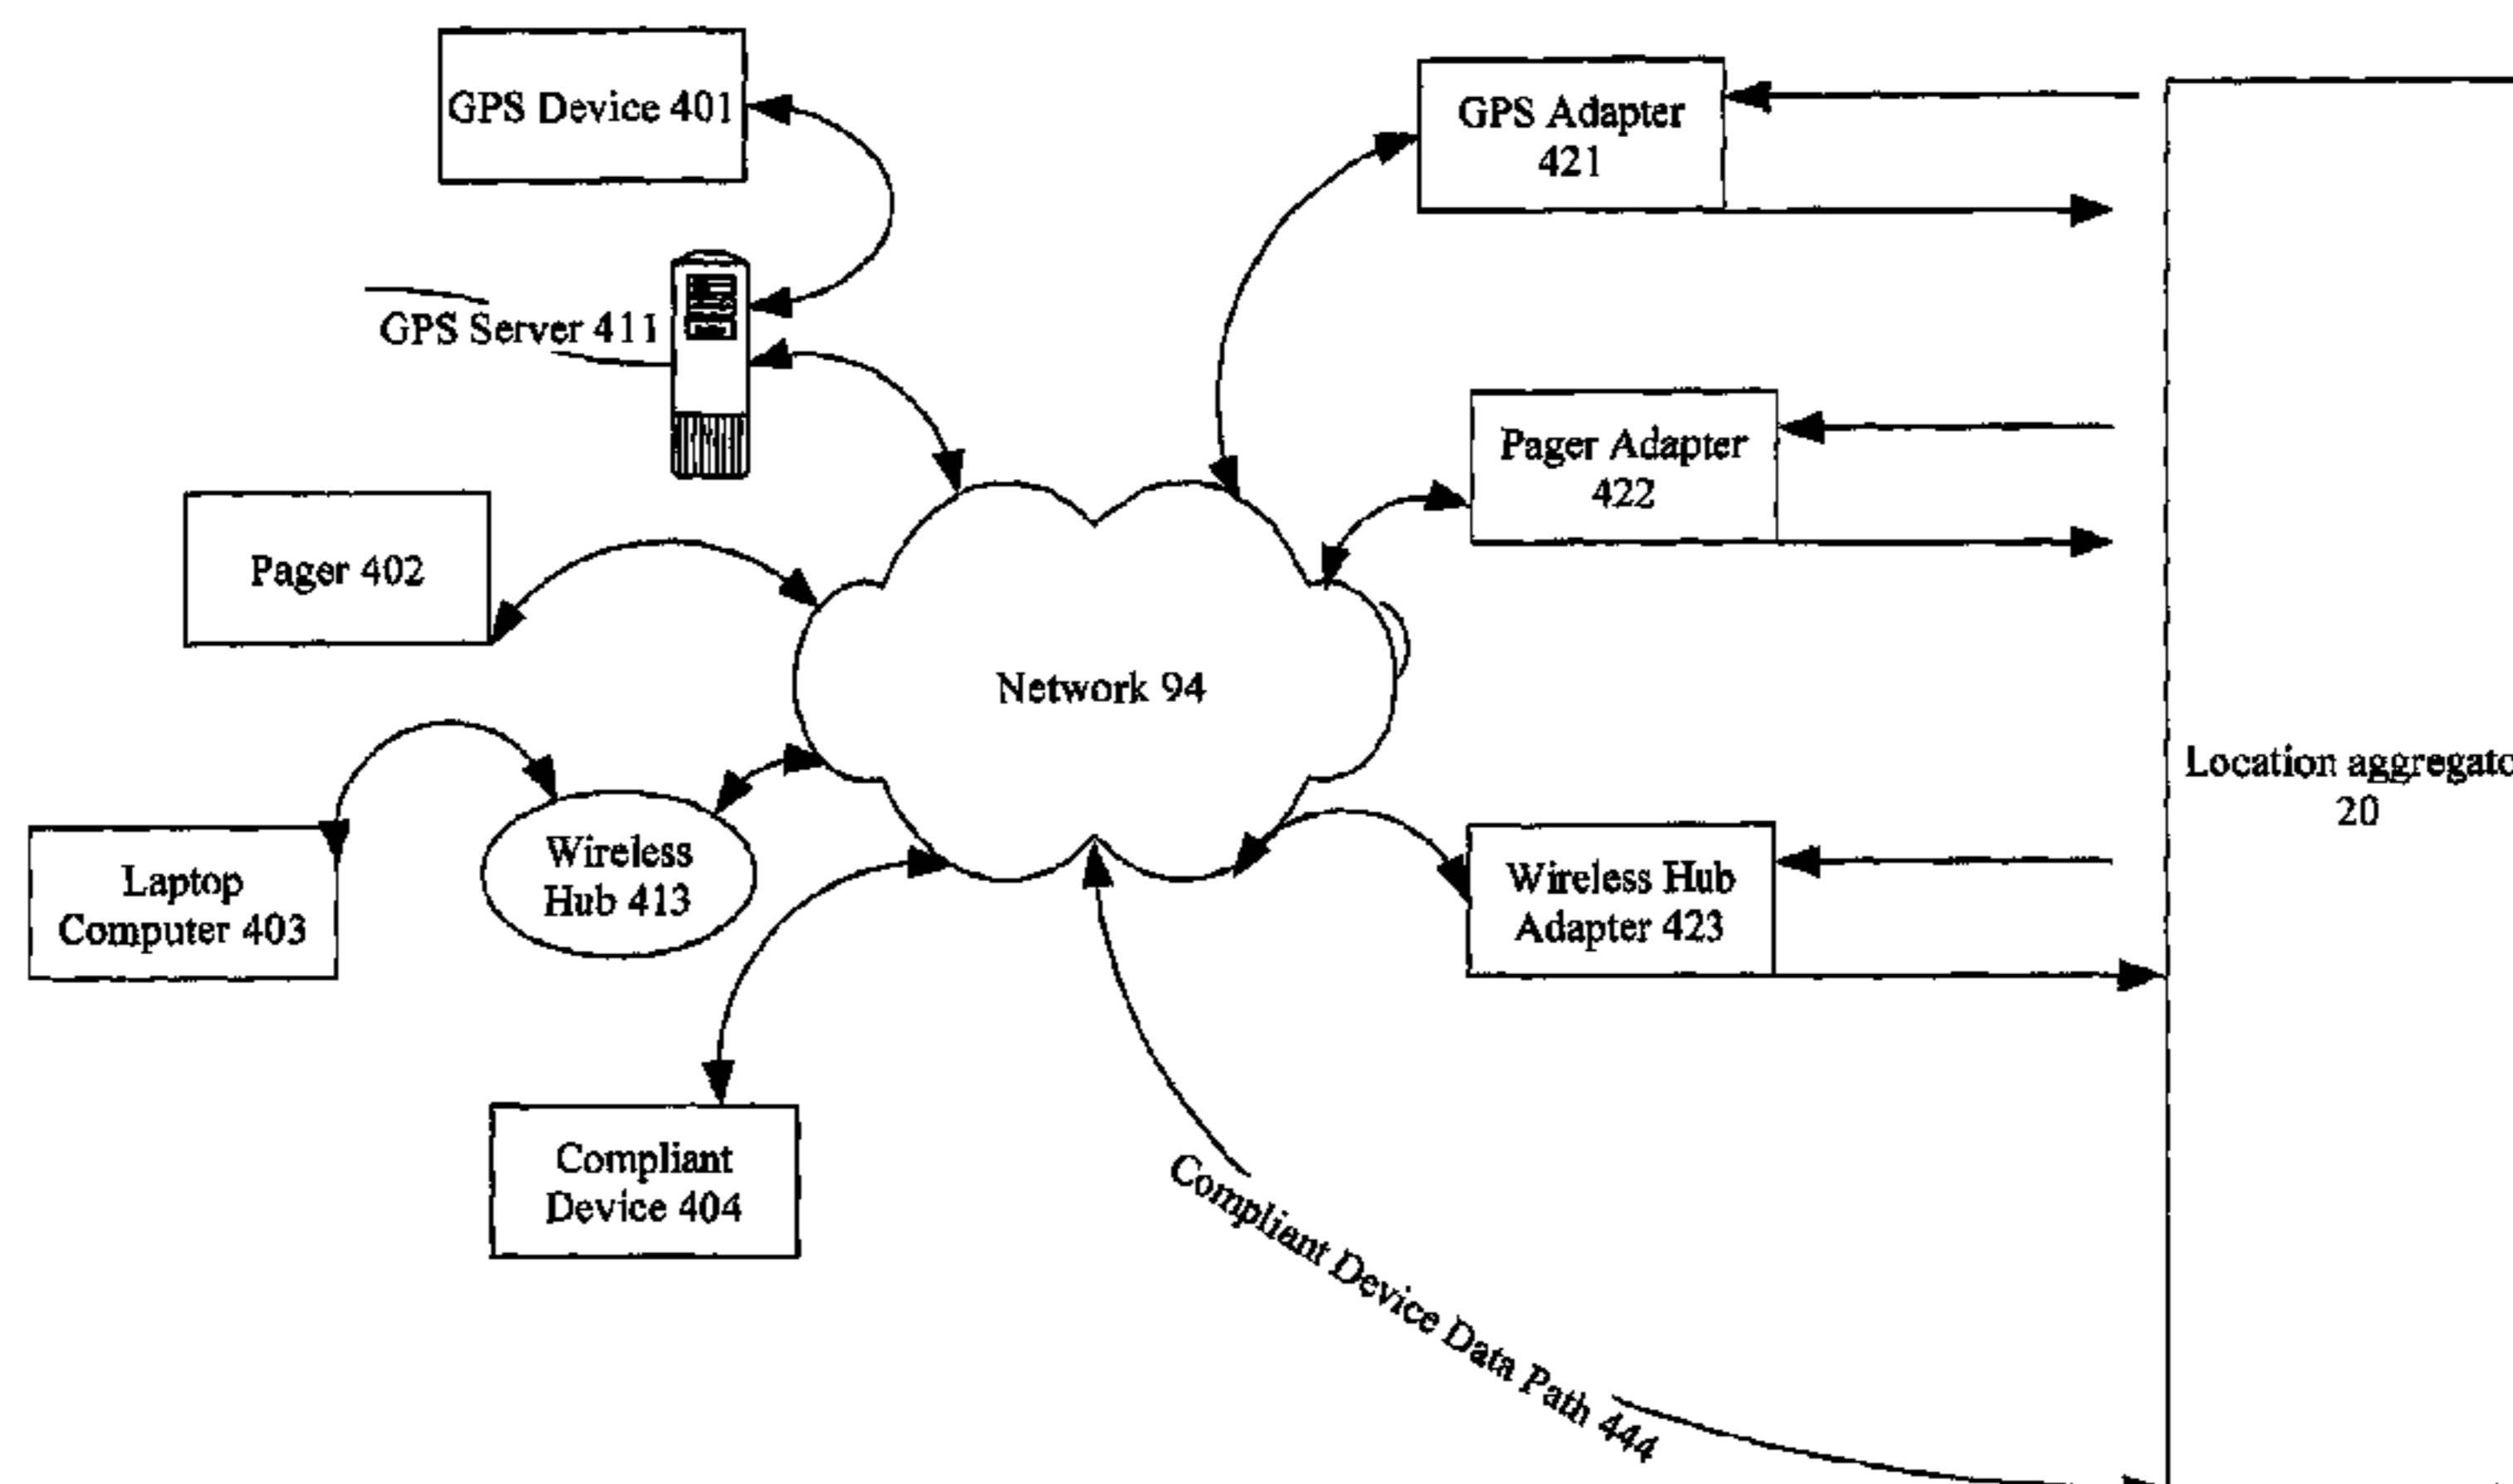 GPS Device 401
GPS Adapter
421
GPS Server 411
Pager Adapter
422
Pager 402
Network 94
Location aggregato
20
Wireless
Hub 413
Laptop
Computer 403
Wireless Hub
Adapter 423
Compliant
Device 404
Compliant Device Data Path 444